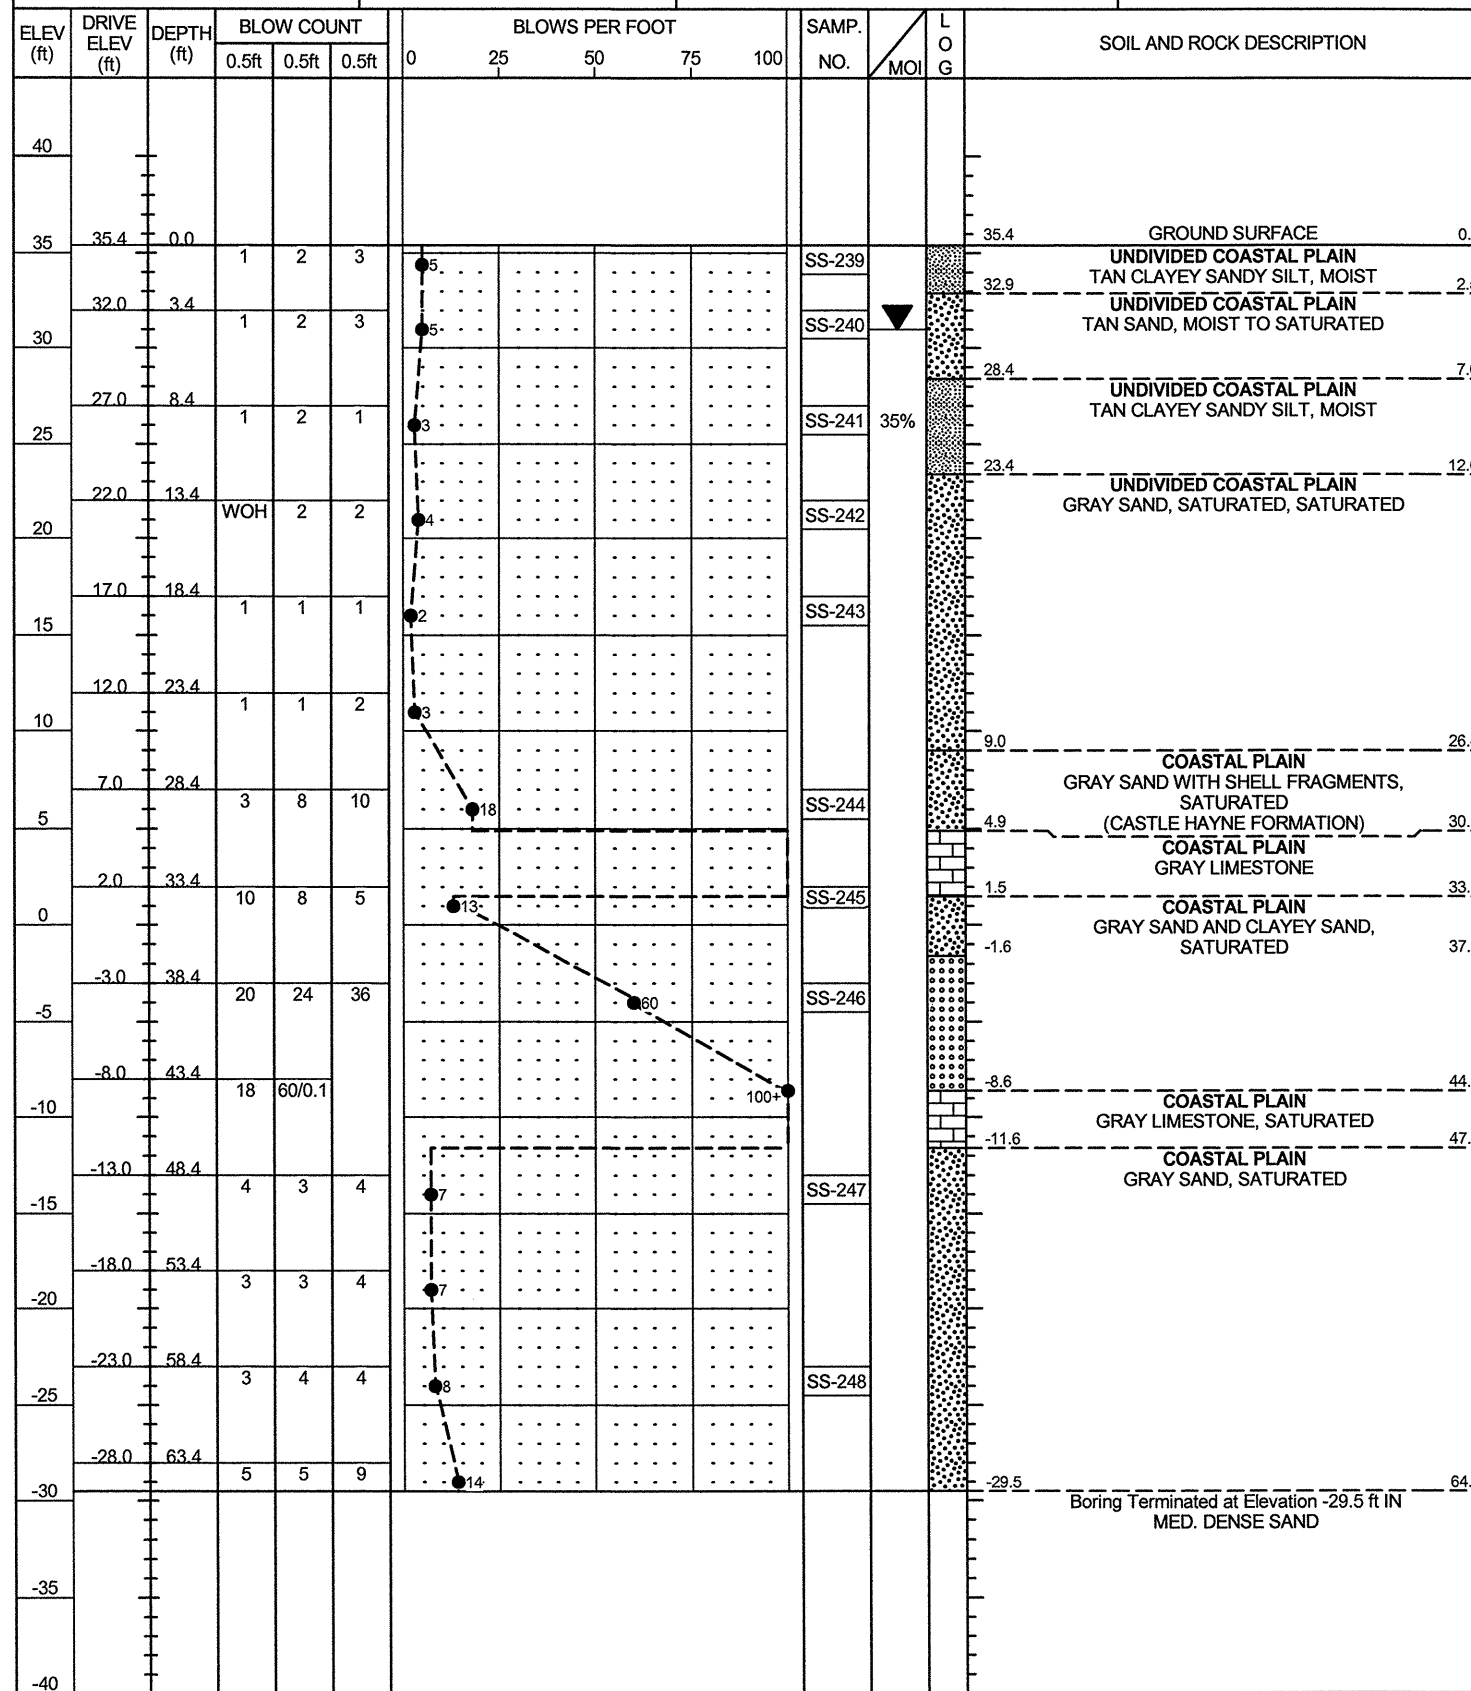 ELEV (ft) DRIVE ELEV (ft) DEPTH (ft) BLOW COUNT BLOWS PER FOOT SAMP. NO. MOI LOG SOIL AND ROCK DESCRIPTION
0.5ft 0.5ft 0.5ft 0 25 50 75 100
40
35 35.4 0.0 35.4 GROUND SURFACE 0.
1 2 3 5 SS-239 UNDIVIDED COASTAL PLAIN
TAN CLAYEY SANDY SILT, MOIST
32.9 2.
32.0 3.4 UNDIVIDED COASTAL PLAIN
1 2 3 5 SS-240 TAN SAND, MOIST TO SATURATED
30
28.4 7.
27.0 8.4 UNDIVIDED COASTAL PLAIN
1 2 1 3 SS-241 35% TAN CLAYEY SANDY SILT, MOIST
25
23.4 12.
22.0 13.4 UNDIVIDED COASTAL PLAIN
WOH 2 2 4 SS-242 GRAY SAND, SATURATED, SATURATED
20
17.0 18.4
1 1 1 2 SS-243
15
12.0 23.4
1 1 2 3
10
9.0 26.
COASTAL PLAIN
7.0 28.4 GRAY SAND WITH SHELL FRAGMENTS,
3 8 10 18 SS-244 SATURATED
5 4.9 (CASTLE HAYNE FORMATION) 30.
COASTAL PLAIN
GRAY LIMESTONE
2.0 33.4 1.5 33.
10 8 5 13 SS-245 COASTAL PLAIN
0 GRAY SAND AND CLAYEY SAND,
-1.6 SATURATED 37.
-3.0 38.4
20 24 36 60 SS-246
-5
-8.0 43.4 -8.6 44.
18 60/0.1 100+ COASTAL PLAIN
-10 GRAY LIMESTONE, SATURATED
-11.6 47.
-13.0 48.4 COASTAL PLAIN
4 3 4 7 SS-247 GRAY SAND, SATURATED
-15
-18.0 53.4
3 3 4 7
-20
-23.0 58.4
3 4 4 8 SS-248
-25
-28.0 63.4
5 5 9 14
-30 -29.5 64.
Boring Terminated at Elevation -29.5 ft IN
MED. DENSE SAND
-35
-40